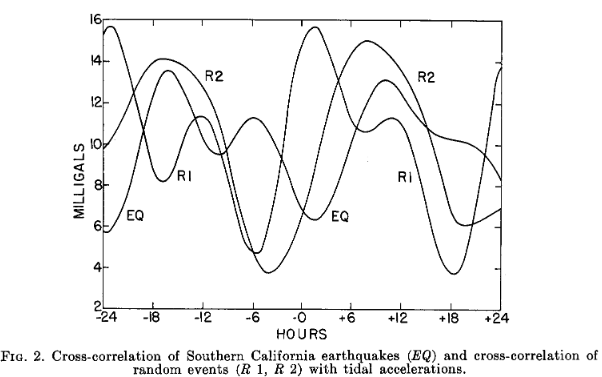 16
14
12
10
8
6
4
2
MILLIGALS
R2
R2
R1
R1
EQ
EQ
-24 -18 -12 -6 -0 +6 +12 +18 +24
HOURS
FIG. 2. Cross-correlation of Southern California earthquakes (EQ) and cross-correlation of
random events (R 1, R 2) with tidal accelerations.